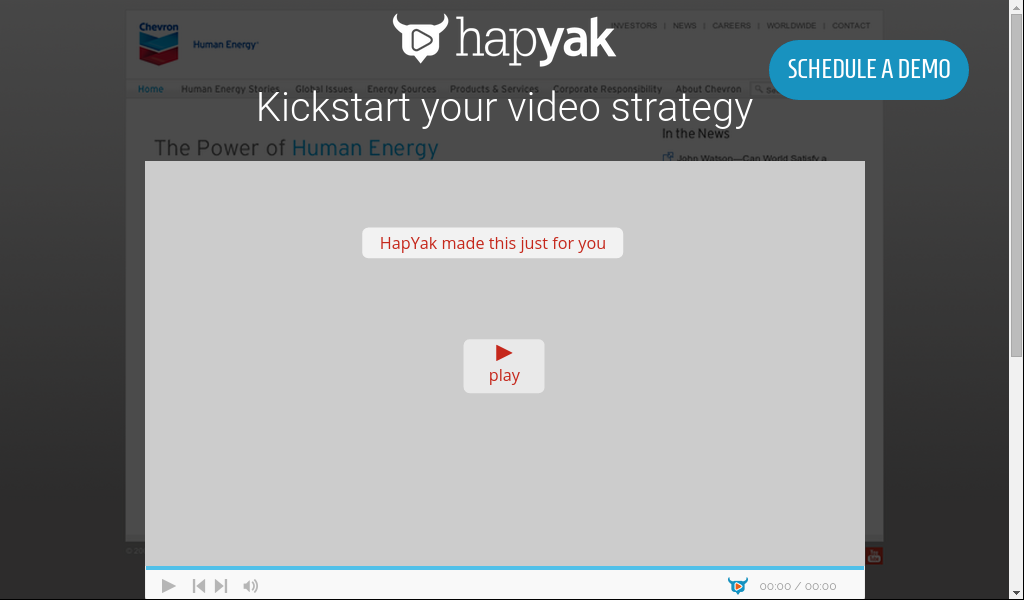 Chevron
Human Energy
INVESTORS | NEWS | CAREERS | WORLDWIDE | CONTACT
hapyak
SCHEDULE A DEMO
Home Human Energy Stories Global Issues Energy Sources Products & Services Corporate Responsibility About Chevron
Kickstart your video strategy
In the News
The Power of Human Energy
John Watson—Can World Satisfy a
HapYak made this just for you
play
You Tube
00:00 / 00:00